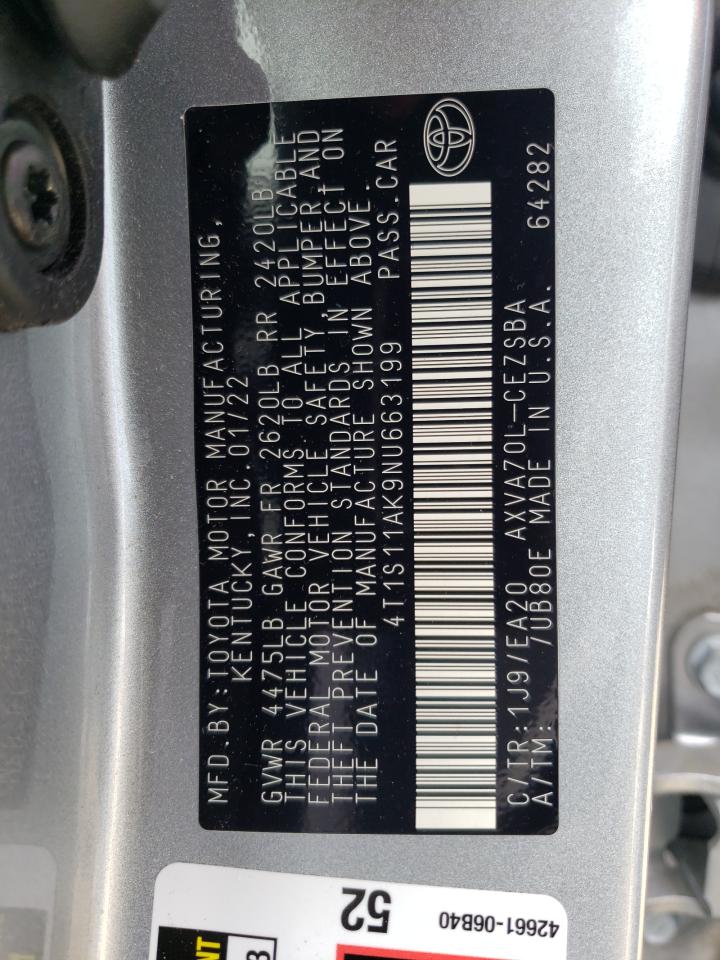 MFD.BY:TOYOTA MOTOR MANUFACTURING,
KENTUCKY,INC.01/22
GVWR 4475LB GAWR FR 2620LB RR 2420LB
THIS VEHICLE CONFORMS TO ALL APPLICABLE
FEDERAL MOTOR VEHICLE SAFETY, BUMPER AND
THEFT PREVENTION STANDARDS IN EFFECT ON
THE DATE OF MANUFACTURE SHOWN ABOVE.
4T1S11AK9NU663199 PASS.CAR
C/TR:1J9/EA20 AXVA70L-CEZSBA
A/TM: /UB80E MADE IN U.S.A. 64282
52
42661-06B40